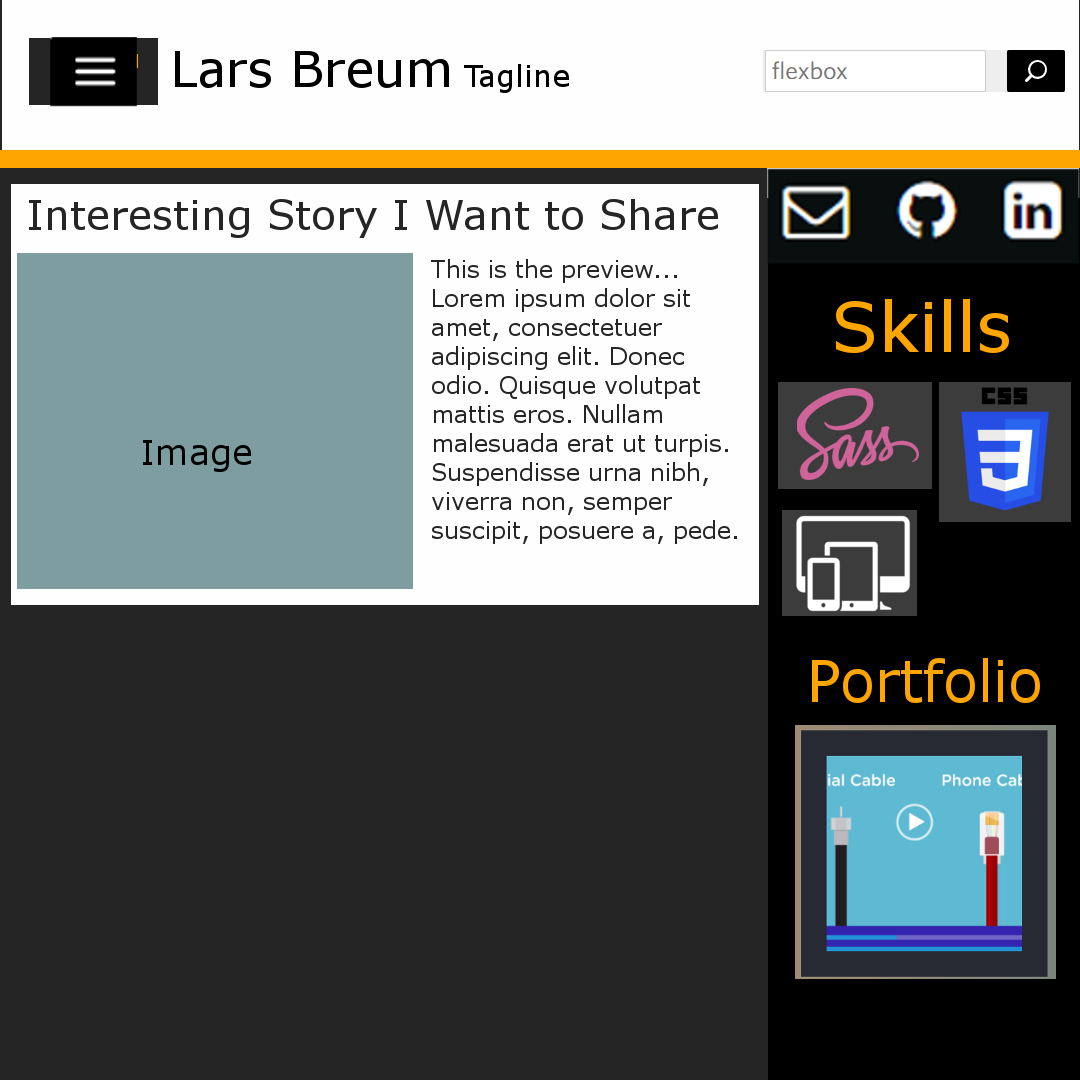 Lars Breum Tagline
flexbox
Interesting Story I Want to Share
Image
This is the preview...
Lorem ipsum dolor sit
amet, consectetuer
adipiscing elit. Donec
odio. Quisque volutpat
mattis eros. Nullam
malesuada erat ut turpis.
Suspendisse urna nibh,
viverra non, semper
suscipit, posuere a, pede.
in
Skills
Sass
CSS
3
Portfolio
ial Cable
Phone Cab